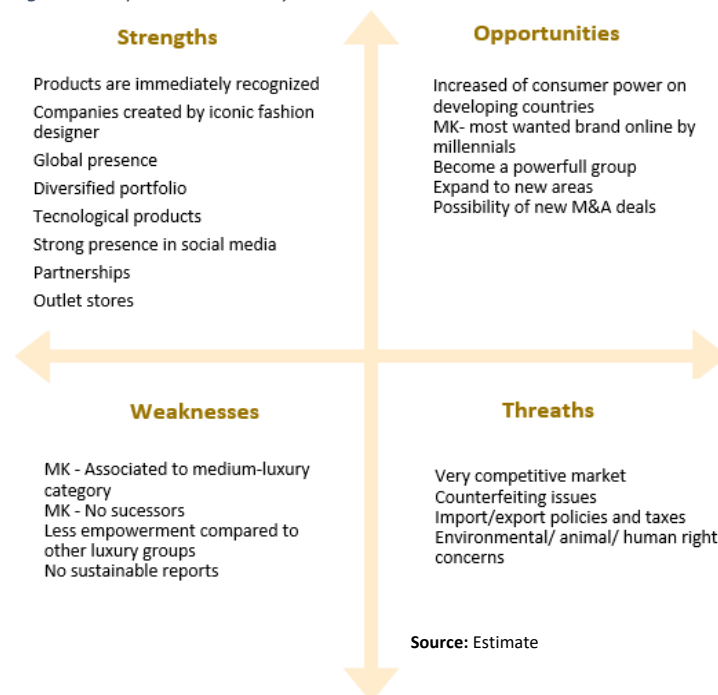 Strengths
Products are immediately recognized
Companies created by iconic fashion
designer
Global presence
Diversified portfolio
Tecnological products
Strong presence in social media
Partnerships
Outlet stores
Opportunities
Increased of consumer power on
developing countries
MK- most wanted brand online by
millennials
Become a powerfull group
Expand to new areas
Possibility of new M&A deals
Weaknesses
MK - Associated to medium-luxury
category
MK - No sucessors
Less empowerment compared to
other luxury groups
No sustainable reports
Threaths
Very competitive market
Counterfeiting issues
Import/export policies and taxes
Environmental/ animal/ human right
concerns
Source: Estimate